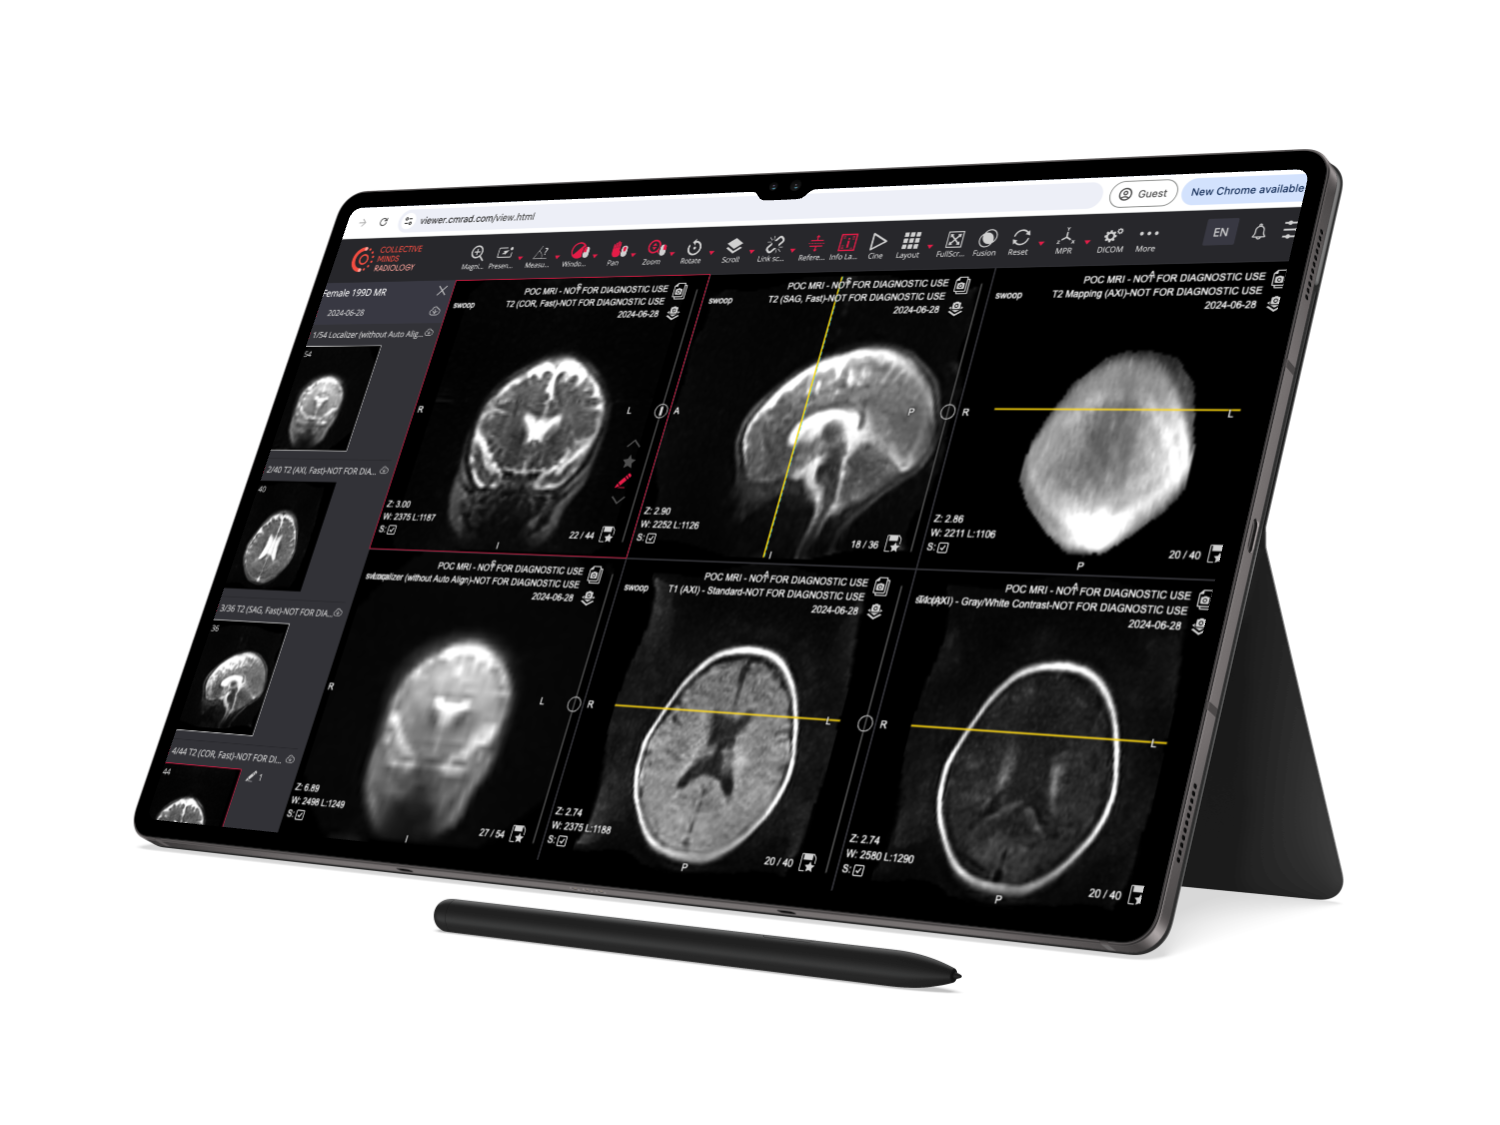 viewer.cmrad.com/view.html
Guest
New Chrome available
COLLECTIVE
MINDS
RADIOLOGY
Magni...
Presen...
Measu...
Windo...
Pan
Zoom
Rotate
Scroll
Link sc...
Refere...
Info La...
Cine
Layout
FullScr...
Fusion
Reset
MPR
DICOM
More
EN
Female 199D MR
2024-06-28
1/54 Localizer (without Auto Alig...
54
2/40 T2 (AXI, Fast)-NOT FOR DIA...
40
3/36 T2 (SAG, Fast)-NOT FOR DIA...
36
4/44 T2 (COR, Fast)-NOT FOR DI...
44
1
swoop
POC MRI - NOT FOR DIAGNOSTIC USE
T2 (COR, Fast)-NOT FOR DIAGNOSTIC USE
2024-06-28
R
L
Z: 3.00
W: 2375 L:1187
S:
I
22 / 44
swoop
POC MRI - NOT FOR DIAGNOSTIC USE
T2 (SAG, Fast)-NOT FOR DIAGNOSTIC USE
2024-06-28
A
P
Z: 2.90
W: 2252 L:1126
S:
I
18 / 36
swoop
POC MRI - NOT FOR DIAGNOSTIC USE
T2 Mapping (AXI)-NOT FOR DIAGNOSTIC USE
2024-06-28
A
R
L
Z: 2.86
W: 2211 L:1106
S:
P
20 / 40
POC MRI - NOT FOR DIAGNOSTIC USE
Localizer (without Auto Align)-NOT FOR DIAGNOSTIC USE
2024-06-28
R
L
Z: 6.89
W: 2498 L:1249
S:
I
27 / 54
swoop
POC MRI - NOT FOR DIAGNOSTIC USE
T1 (AXI) - Standard-NOT FOR DIAGNOSTIC USE
2024-06-28
A
R
L
Z: 2.74
W: 2375 L:1188
S:
P
20 / 40
POC MRI - NOT FOR DIAGNOSTIC USE
(AXI) - Gray/White Contrast-NOT FOR DIAGNOSTIC USE
2024-06-28
A
R
L
Z: 2.74
W: 2580 L:1290
S:
P
20 / 40